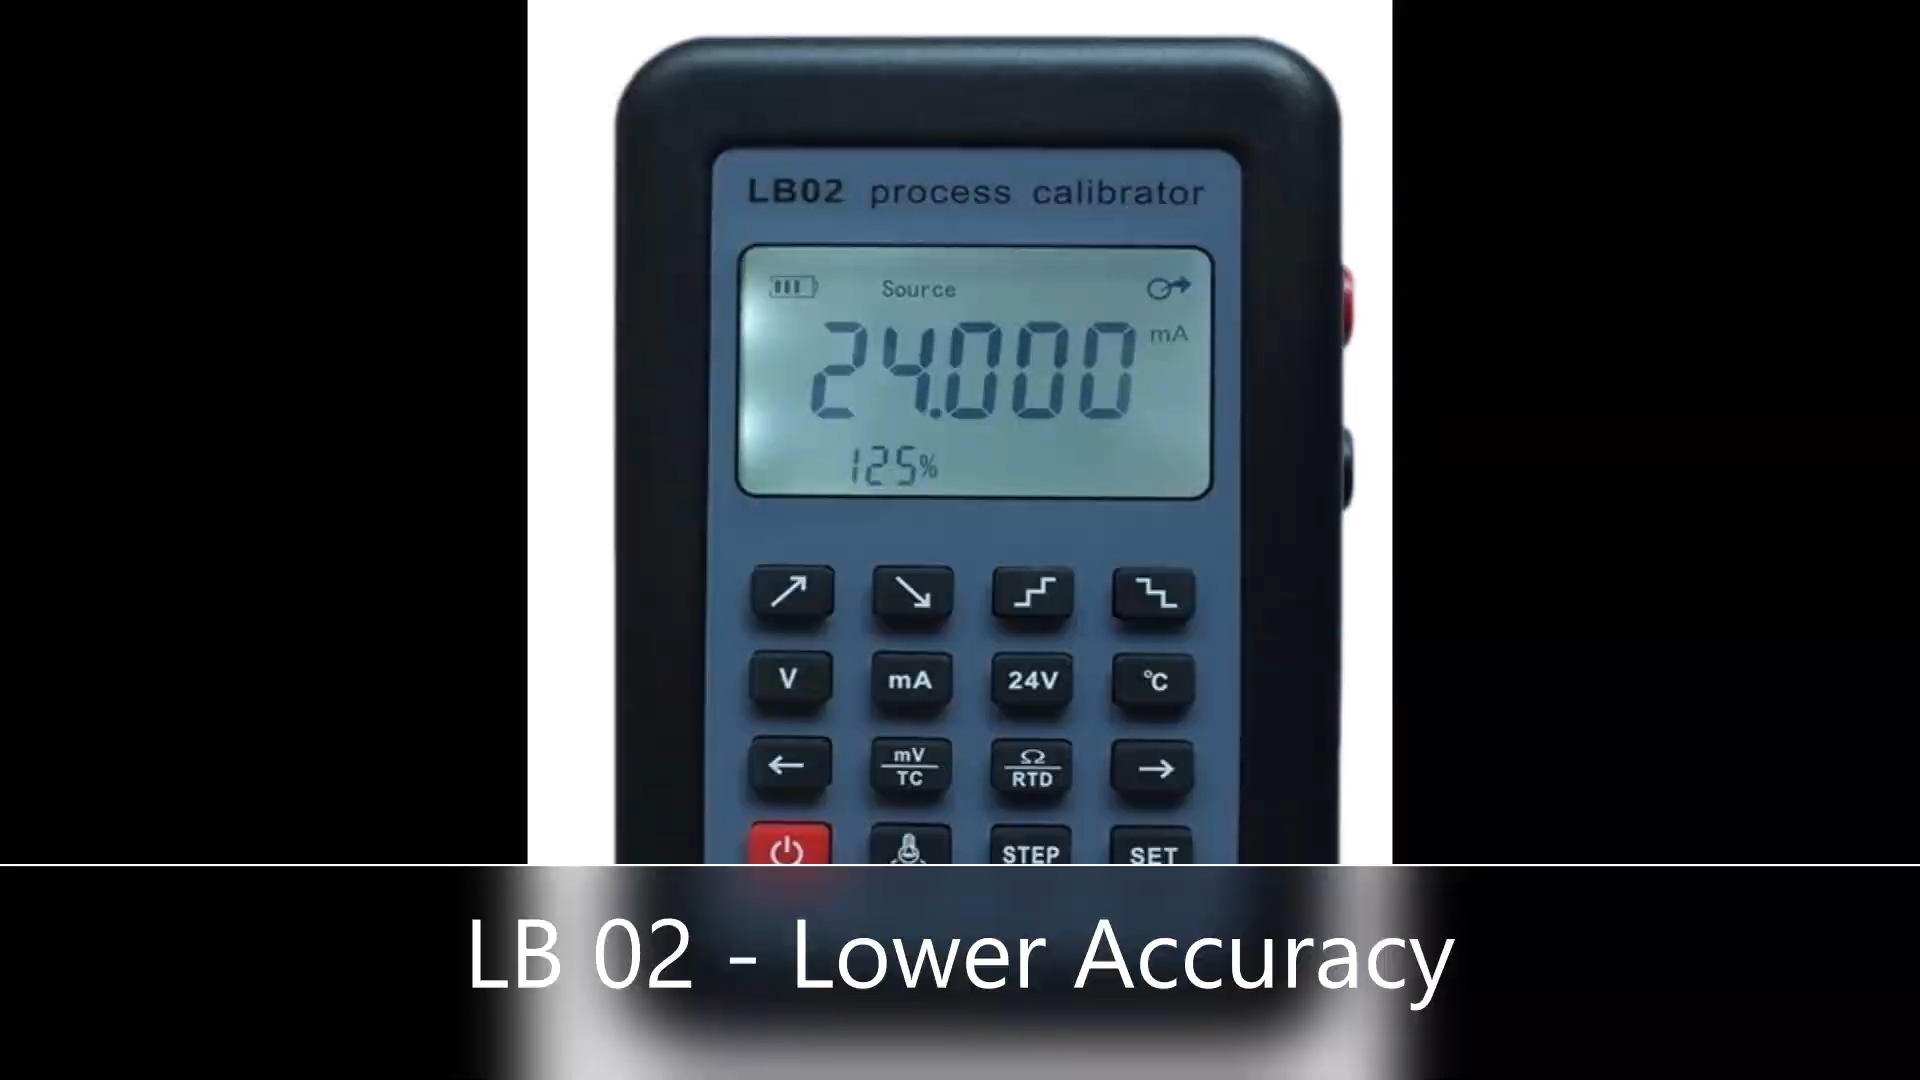 LB02 process calibrator
Source
24.000 mA
125%
V mA 24V °C
mV
TC
Ω
RTD
STEP SET
LB 02 - Lower Accuracy